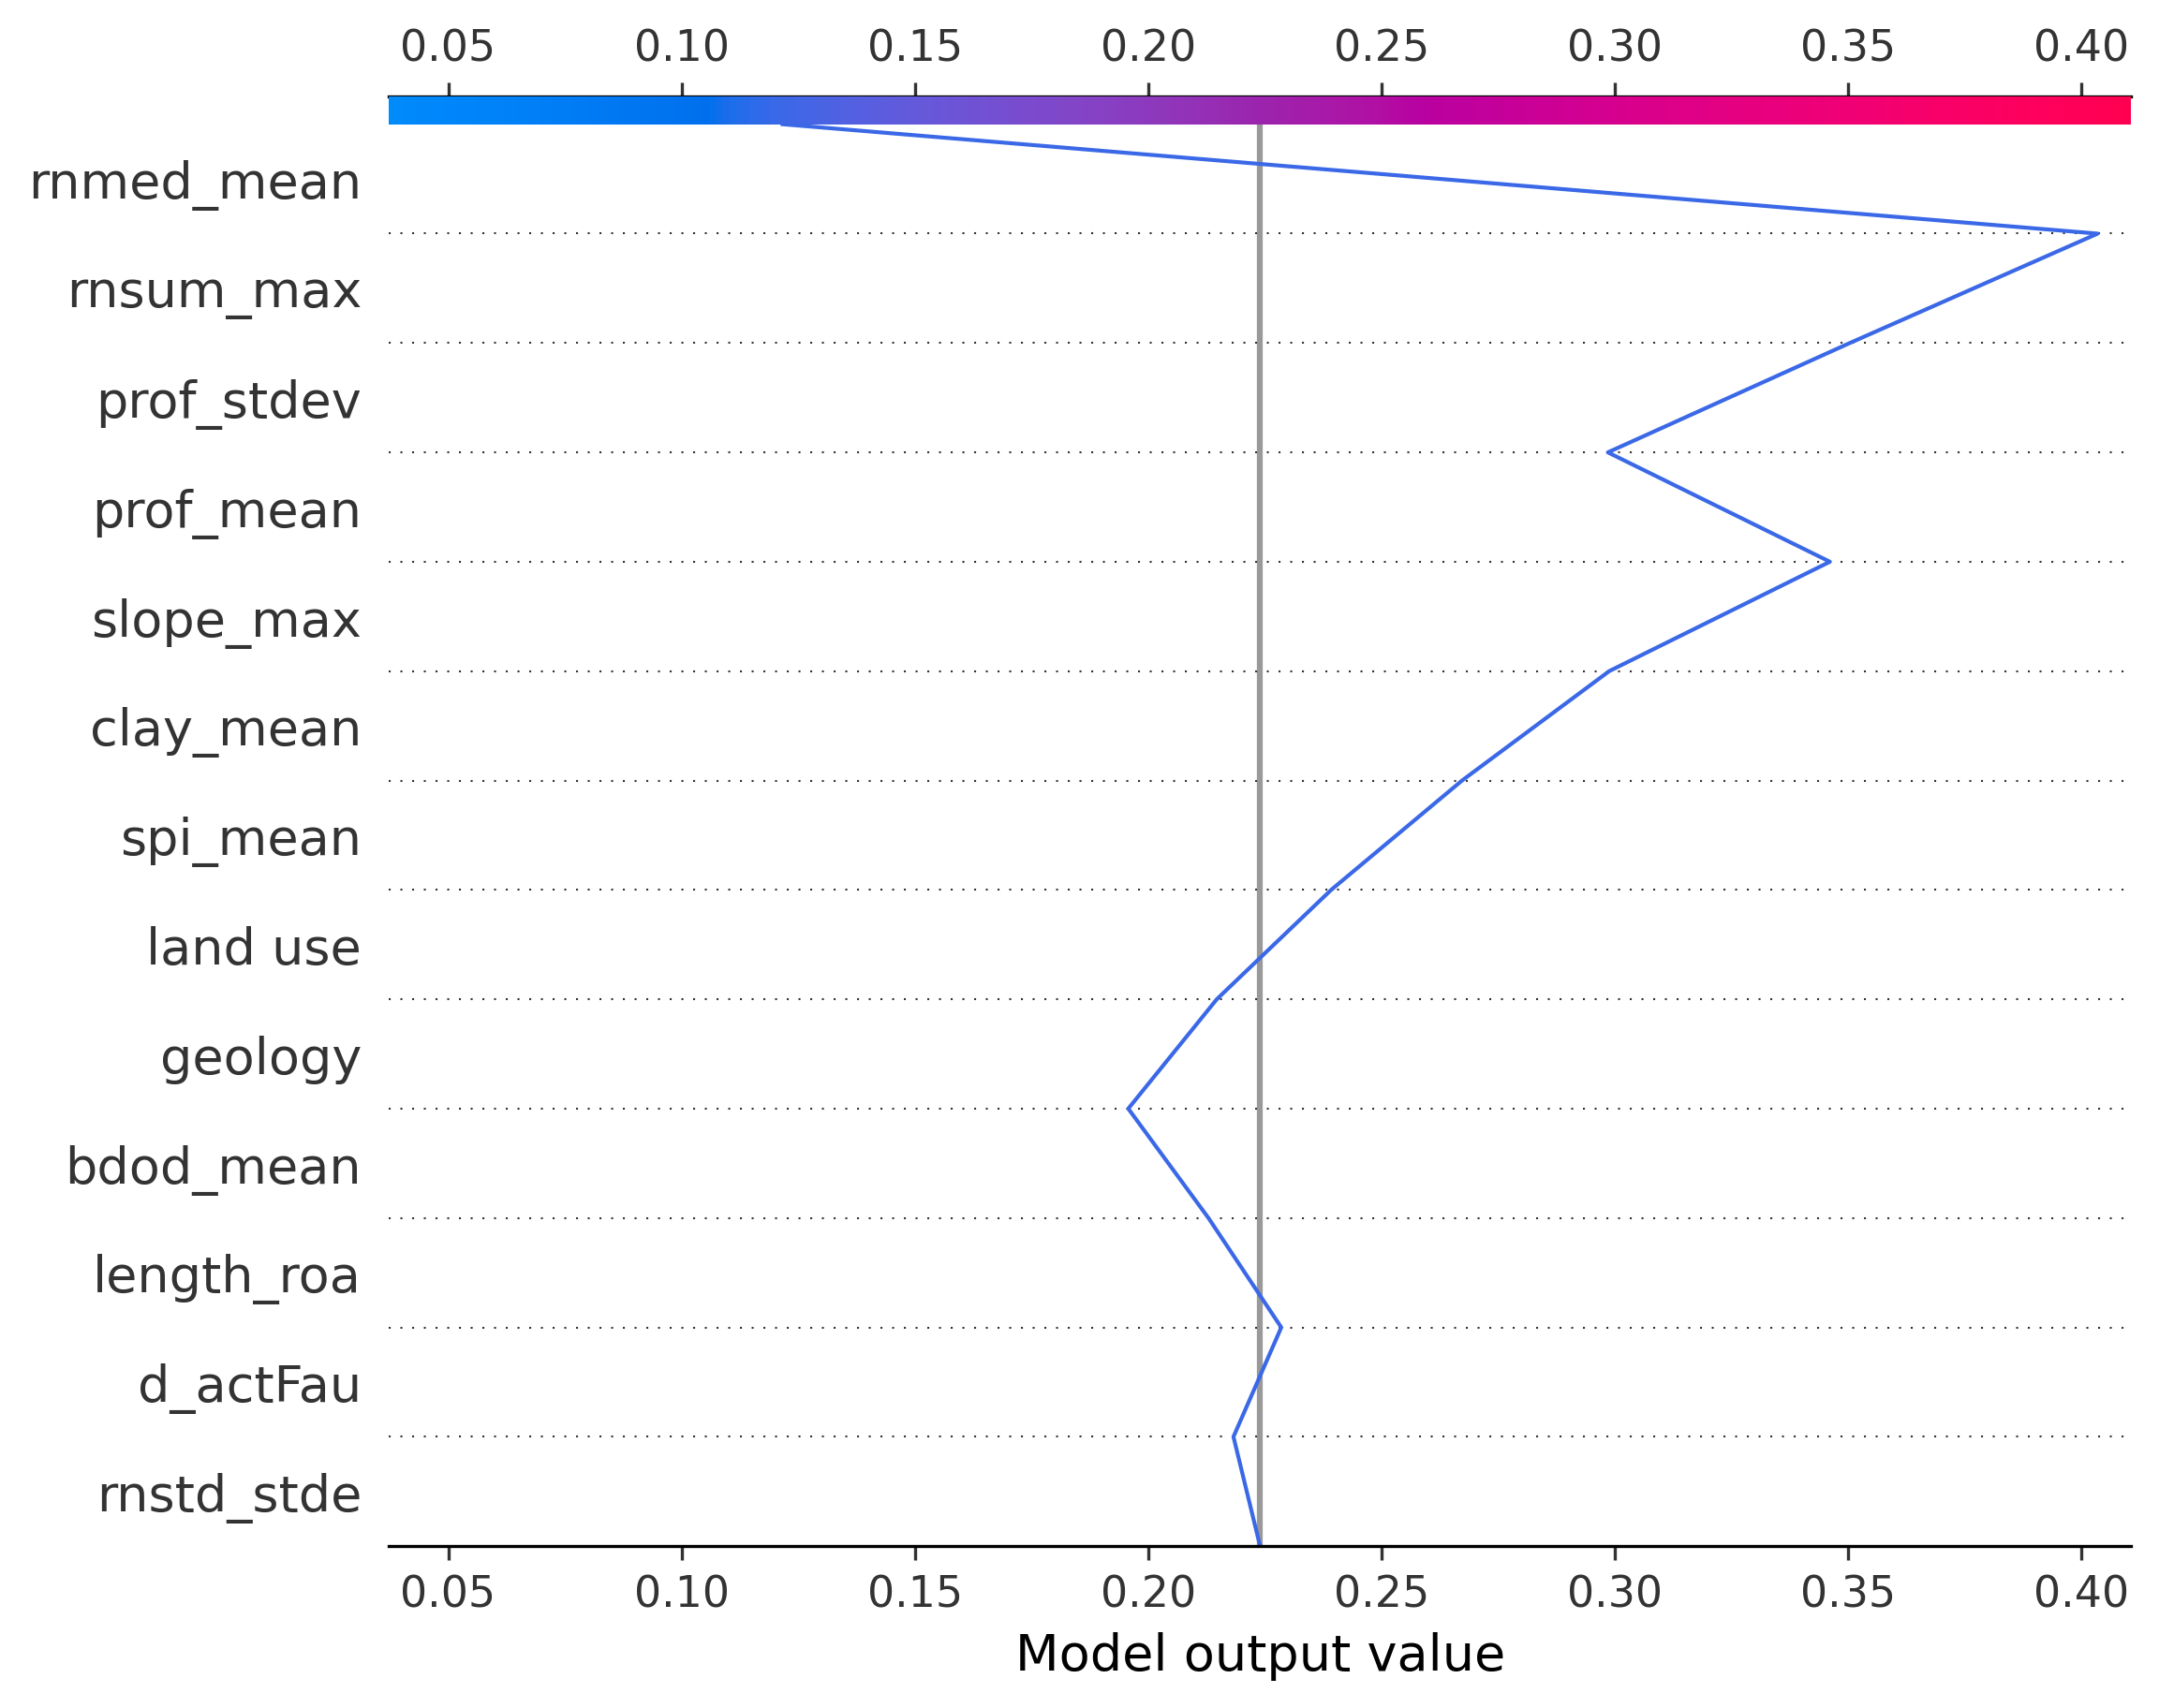 0.05 0.10 0.15 0.20 0.25 0.30 0.35 0.40
rnmed_mean
rnsum_max
prof_stdev
prof_mean
slope_max
clay_mean
spi_mean
land use
geology
bdod_mean
length_roa
d_actFau
rnstd_stde
0.05 0.10 0.15 0.20 0.25 0.30 0.35 0.40
Model output value